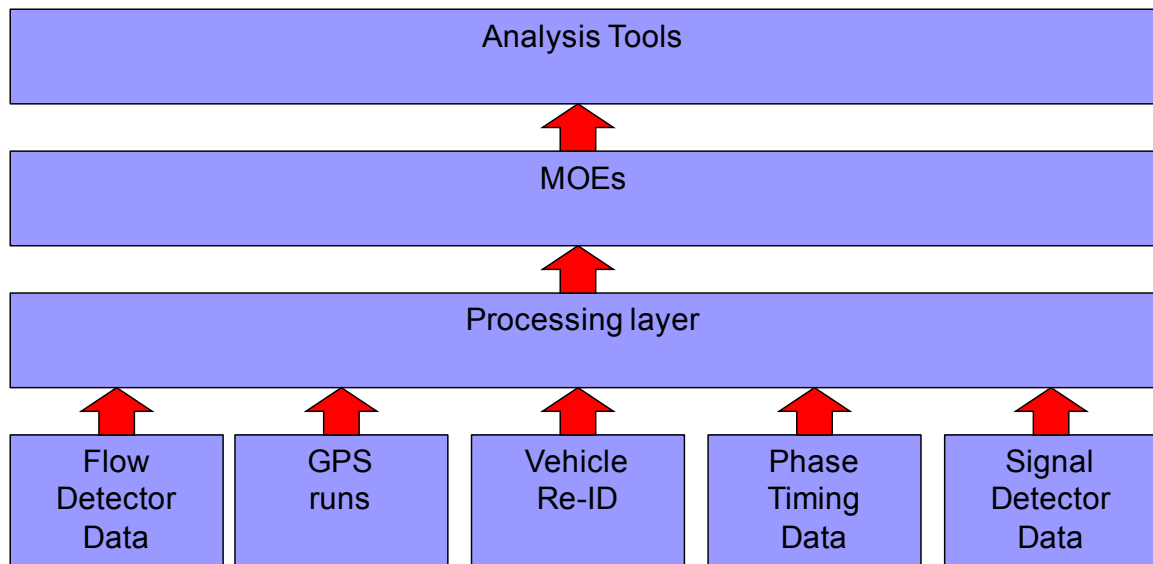 Analysis Tools
MOEs
Processing layer
Flow
Detector
Data
GPS
runs
Vehicle
Re-ID
Phase
Timing
Data
Signal
Detector
Data